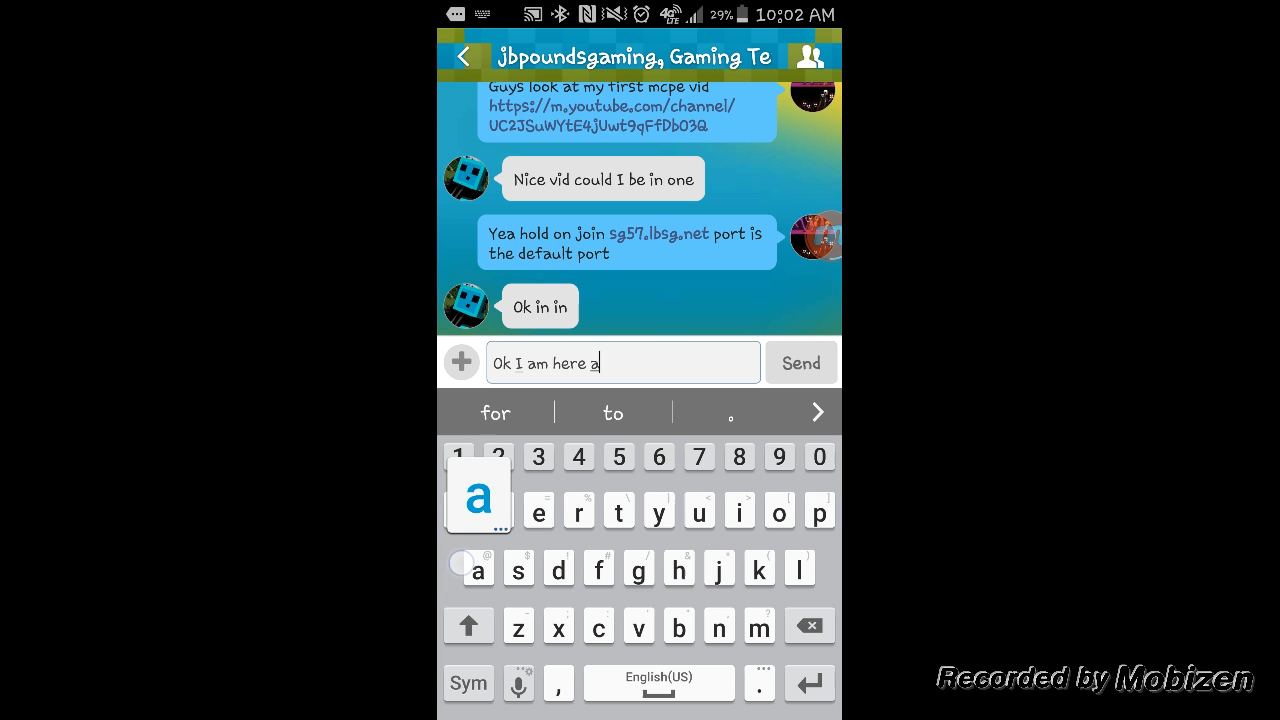 4G LTE 29% 10:02 AM
jbpoundsgaming, Gaming Te
Guys look at my first mcpe vid
https://m.youtube.com/channel/
UC2JSuWYtE4jUwt9qFfDbO3Q
Nice vid could I be in one
Yea hold on join sg57.lbsg.net port is
the default port
Ok in in
Ok I am here a
Send
for to .
1 2 3 4 5 6 7 8 9 0
a
e r t y u i o p
a s d f g h j k l
z x c v b n m
Sym , English(US) .
Recorded by Mobizen